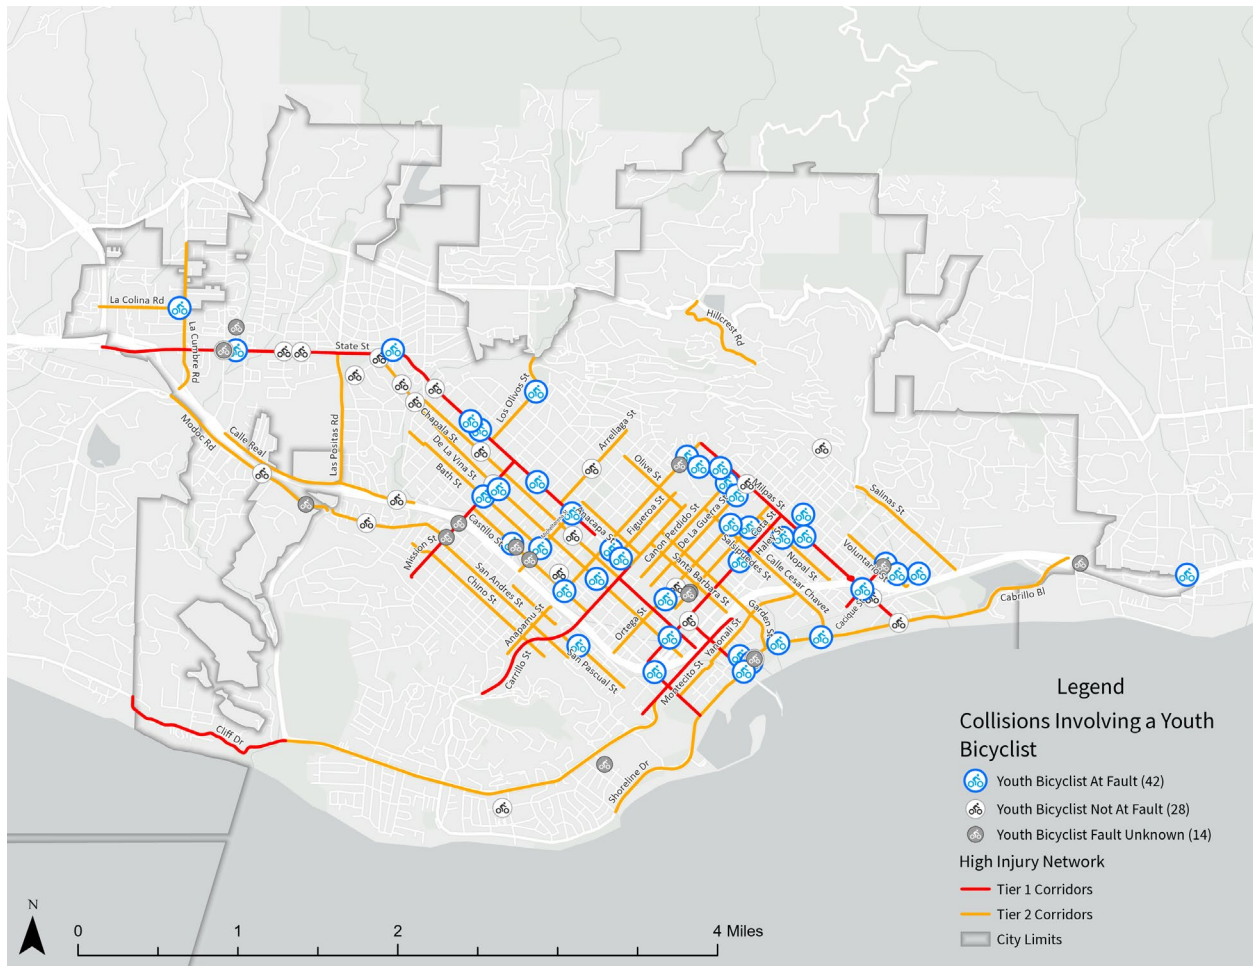 La Colina Rd
La Cumbre Rd
State St
Hillcrest Rd
Los Olivos St
Modoc Rd
Calle Real
Las Positas Rd
Chapala St
De La Vina St
Bath St
Arrellaga St
Olive St
Milpas St
Salinas St
Figueroa St
Canon Perdido St
De La Guerra St
Cota St
Haley St
Anacapa St
Castillo St
Mission St
Salsipuedes St
Nopal St
Voluntario St
Calle Cesar Chavez
Santa Barbara St
San Andres St
Chino St
Anapamu St
Garden St
Cacique St
Cabrillo Bl
Ortega St
Yanonali St
Carrillo St
San Pascual St
Montecito St
Cliff Dr
Shoreline Dr
Legend
Collisions Involving a Youth
Bicyclist
Youth Bicyclist At Fault (42)
Youth Bicyclist Not At Fault (28)
Youth Bicyclist Fault Unknown (14)
High Injury Network
Tier 1 Corridors
Tier 2 Corridors
City Limits
N
0 1 2 4 Miles